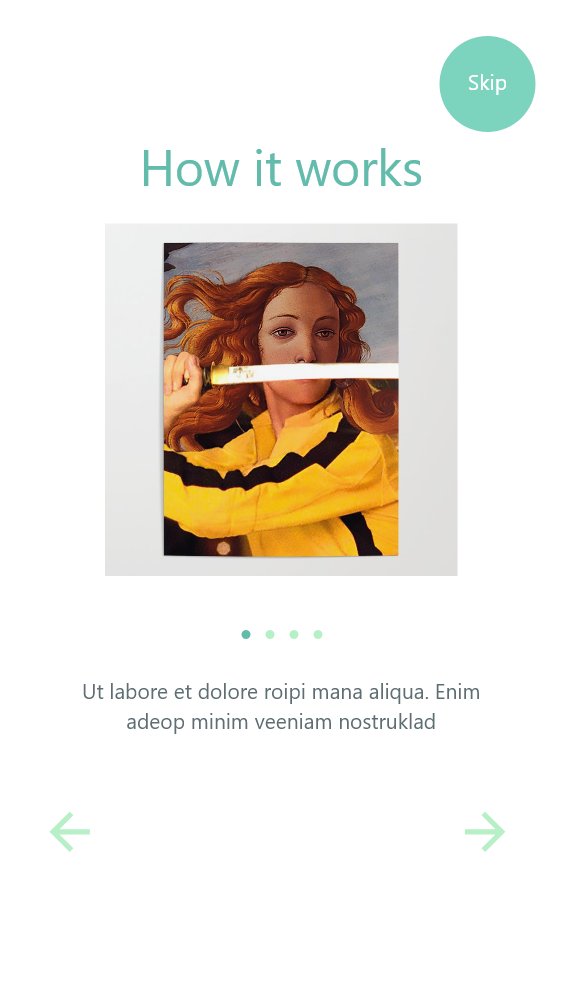 Skip
How it works
Ut labore et dolore roipi mana aliqua. Enim
adeop minim veeniam nostruklad